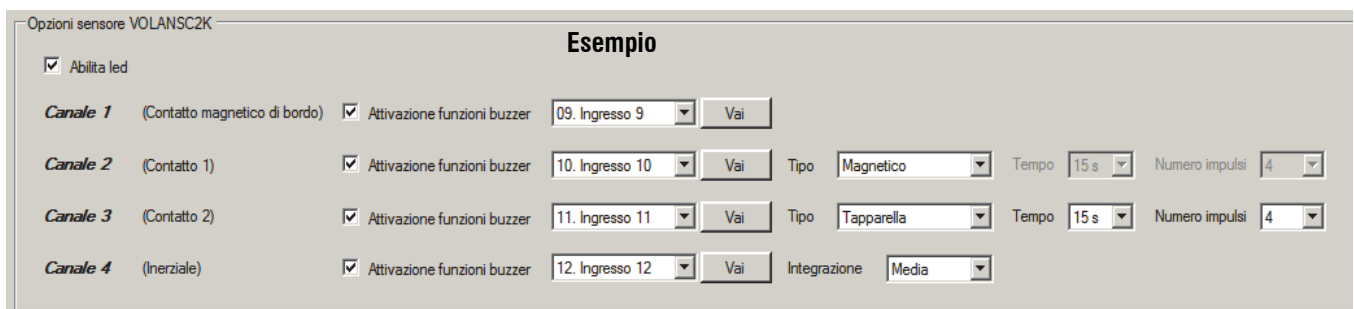 Opzioni sensore VOLANSC2K
Esempio
Abilita led
Canale 1 (Contatto magnetico di bordo) Attivazione funzioni buzzer 09. Ingresso 9 Vai
Canale 2 (Contatto 1) Attivazione funzioni buzzer 10. Ingresso 10 Vai Tipo Magnetico Tempo 15 s Numero impulsi 4
Canale 3 (Contatto 2) Attivazione funzioni buzzer 11. Ingresso 11 Vai Tipo Tapparella Tempo 15 s Numero impulsi 4
Canale 4 (Inerziale) Attivazione funzioni buzzer 12. Ingresso 12 Vai Integrazione Media